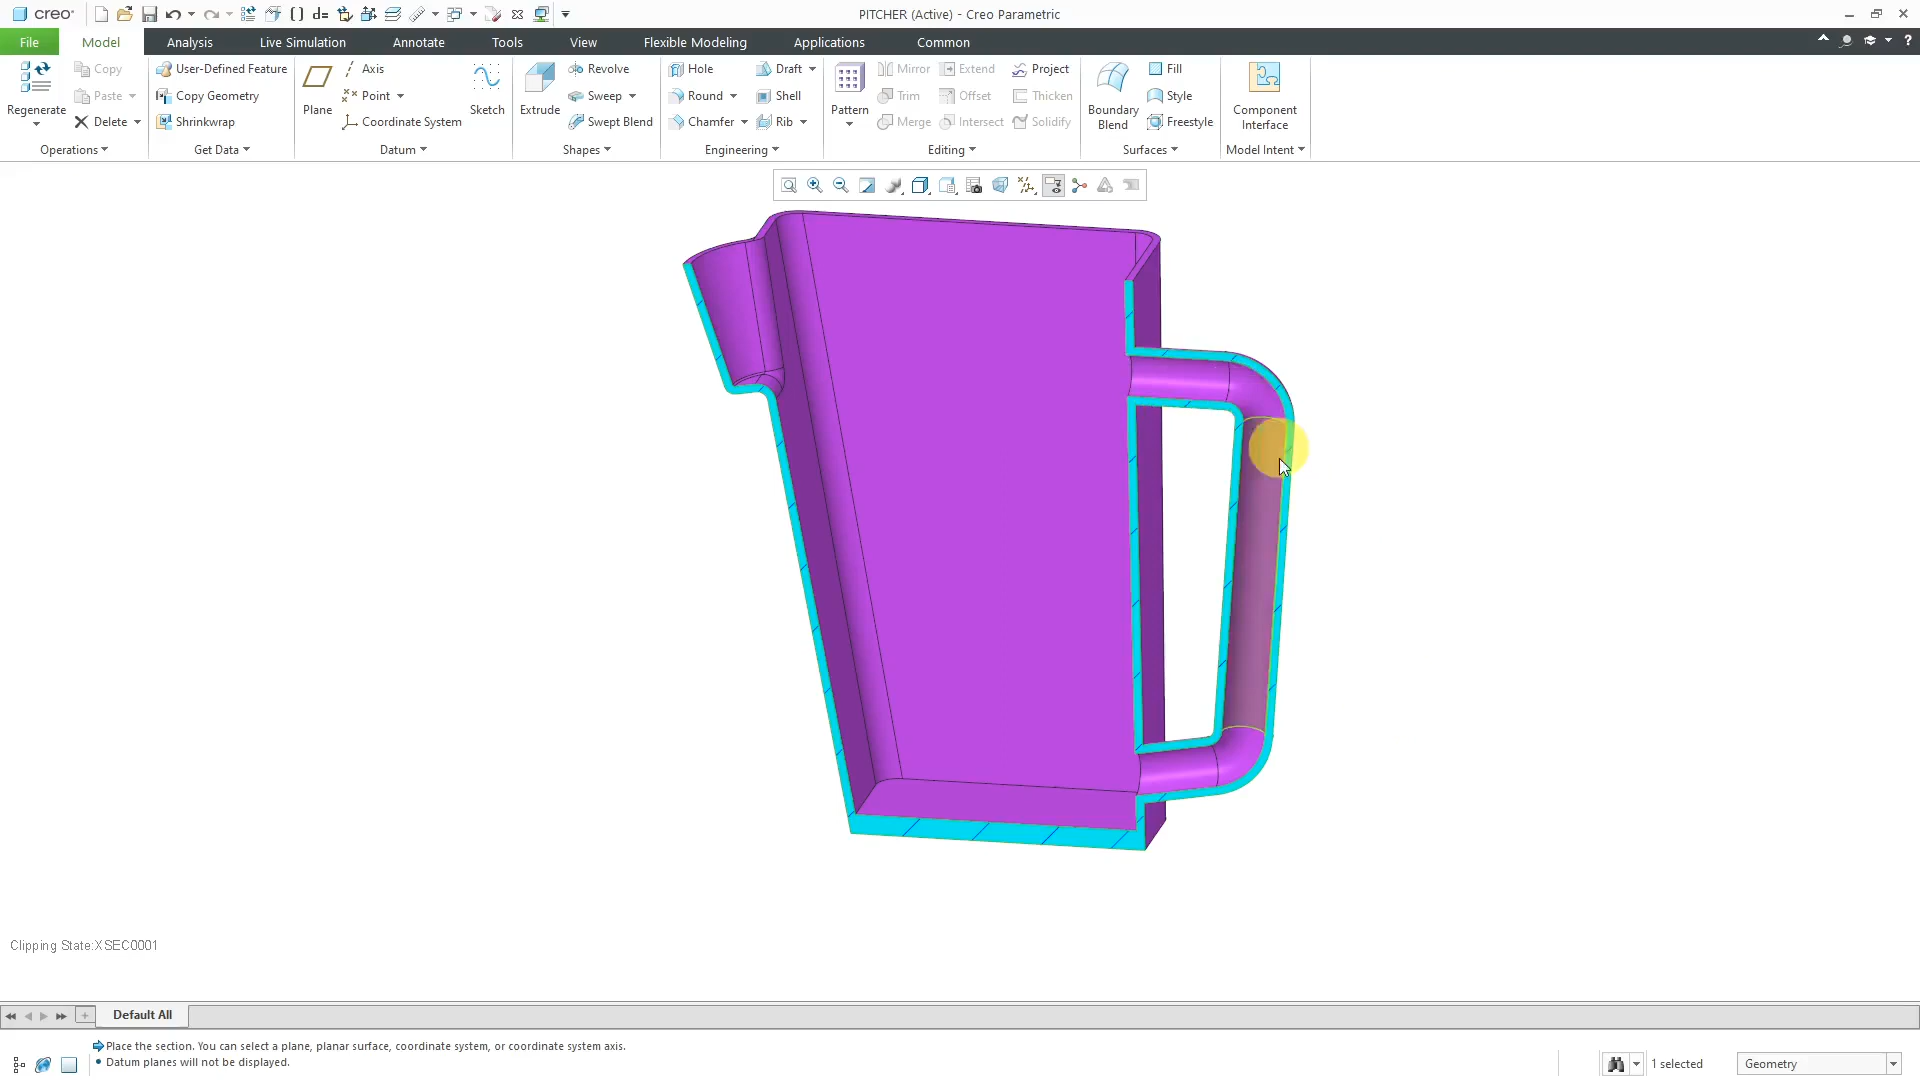 creo
PITCHER (Active) - Creo Parametric
File
Model
Analysis
Live Simulation
Annotate
Tools
View
Flexible Modeling
Applications
Common
Regenerate
Copy
Paste
Delete
Operations
User-Defined Feature
Copy Geometry
Shrinkwrap
Get Data
Plane
Axis
Point
Coordinate System
Sketch
Datum
Extrude
Revolve
Sweep
Swept Blend
Shapes
Hole
Round
Chamfer
Draft
Shell
Rib
Engineering
Pattern
Mirror
Trim
Merge
Extend
Offset
Intersect
Project
Thicken
Solidify
Editing
Boundary
Blend
Fill
Style
Freestyle
Surfaces
Component
Interface
Model Intent
Clipping State:XSEC0001
Default All
Place the section. You can select a plane, planar surface, coordinate system, or coordinate system axis.
• Datum planes will not be displayed.
1 selected
Geometry